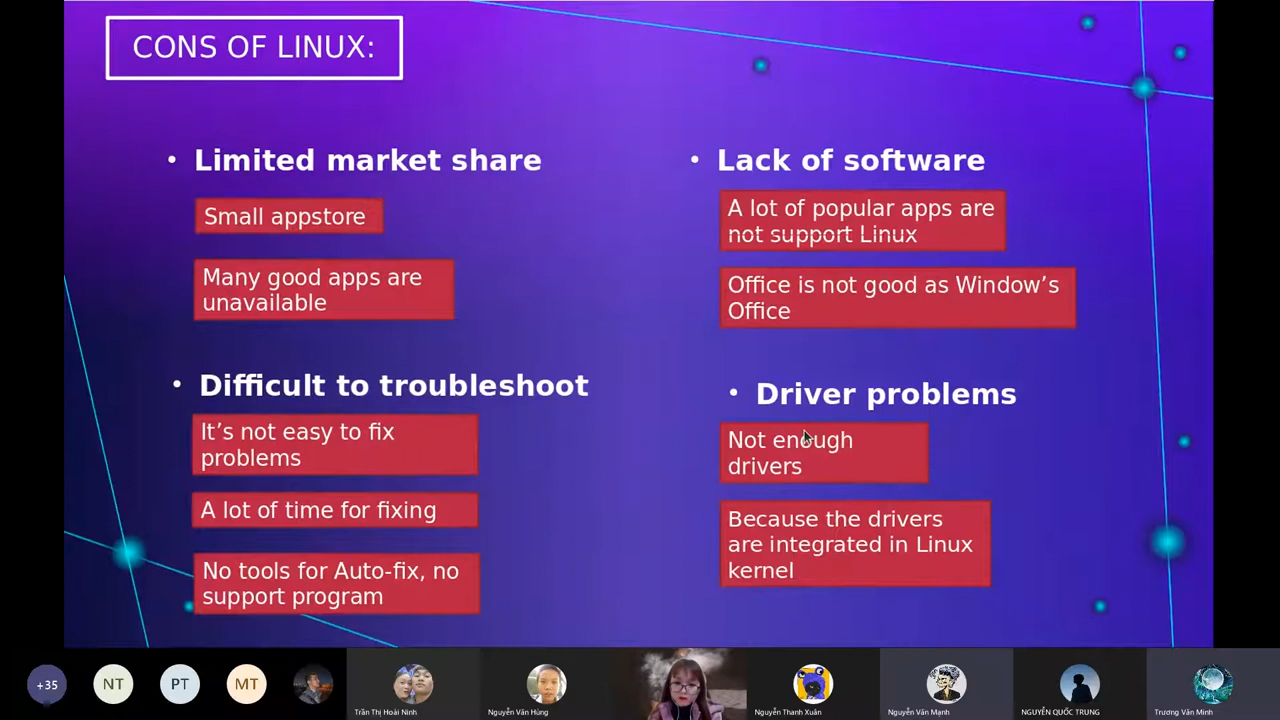 CONS OF LINUX:
• Limited market share
Small appstore
Many good apps are
unavailable
• Lack of software
A lot of popular apps are
not support Linux
Office is not good as Window’s
Office
• Difficult to troubleshoot
It’s not easy to fix
problems
A lot of time for fixing
No tools for Auto-fix, no
support program
• Driver problems
Not enough
drivers
Because the drivers
are integrated in Linux
kernel
+35
NT
PT
MT
Trần Thị Hoài Ninh
Nguyễn Văn Hùng
Nguyễn Thanh Xuân
Nguyễn Văn Mạnh
NGUYỄN QUỐC TRUNG
Trương Văn Minh